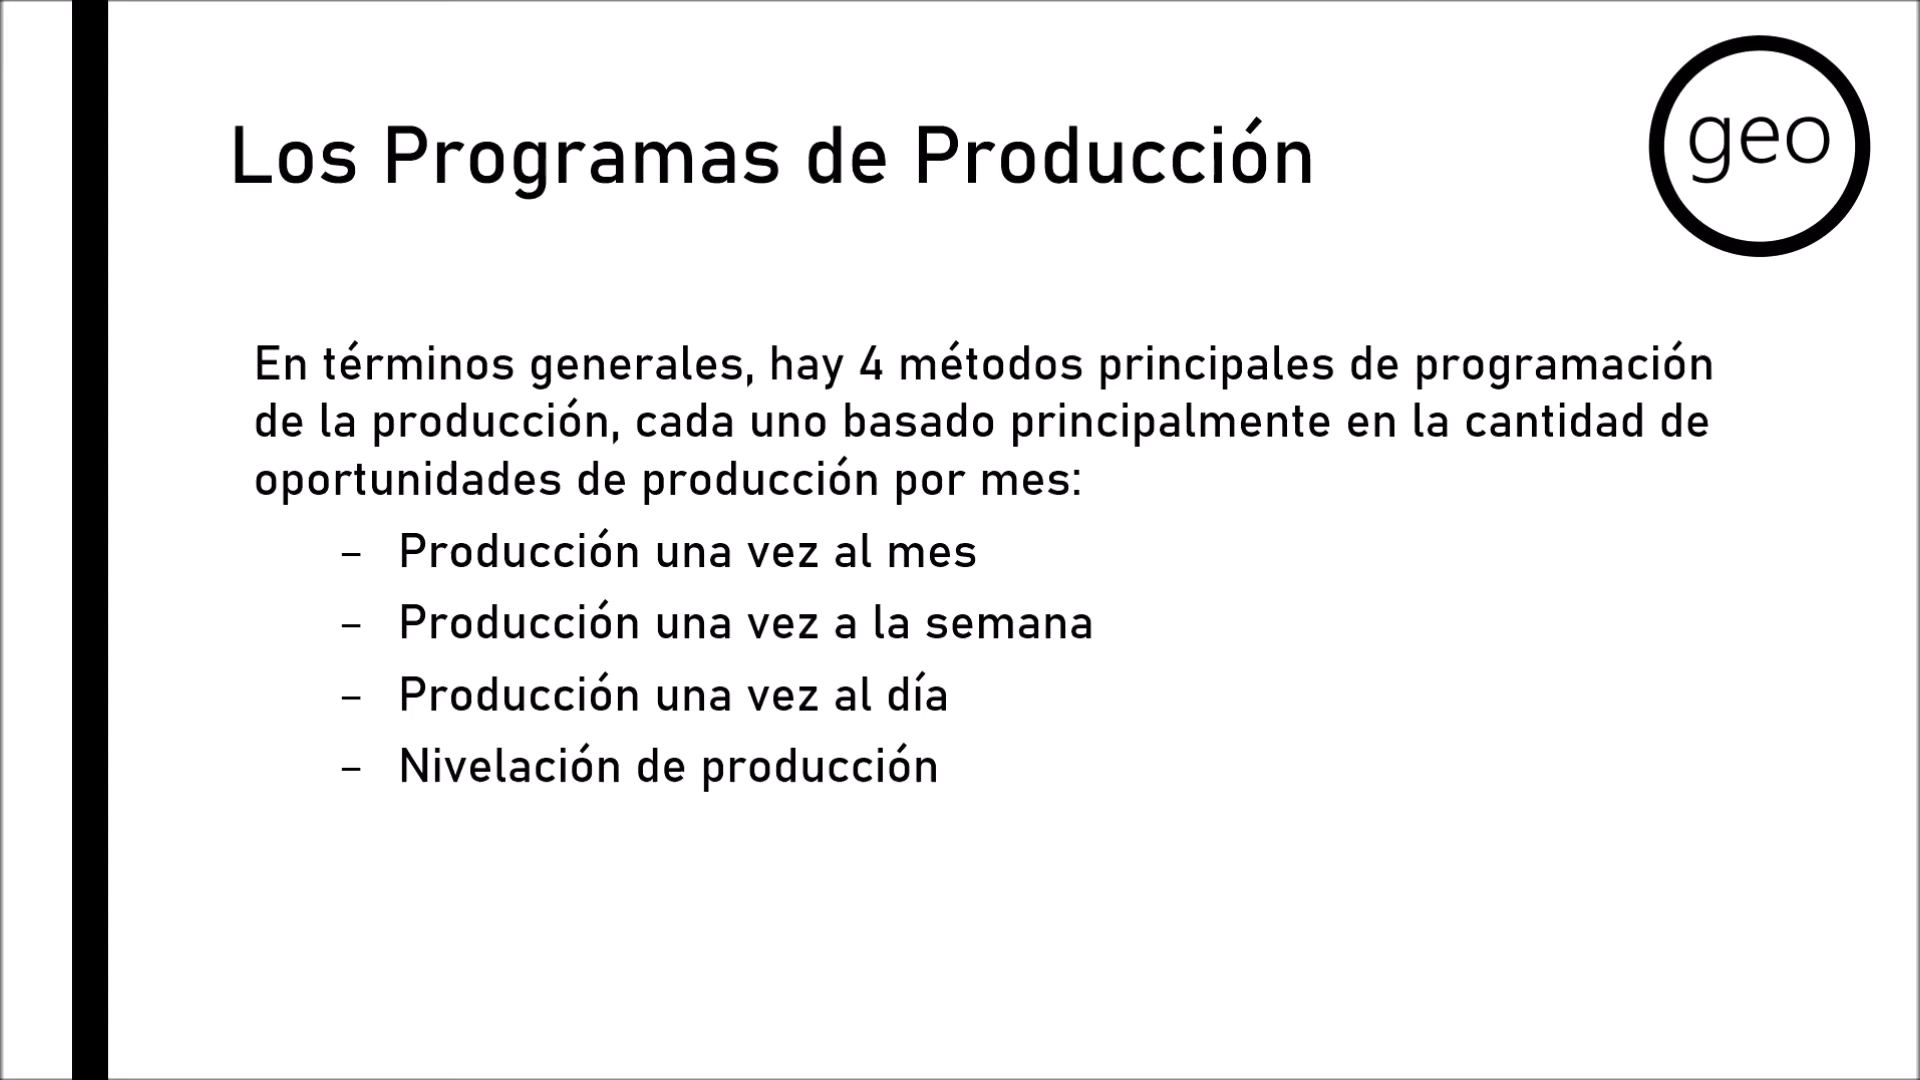 Los Programas de Producción
geo
En términos generales, hay 4 métodos principales de programación
de la producción, cada uno basado principalmente en la cantidad de
oportunidades de producción por mes:
– Producción una vez al mes
– Producción una vez a la semana
– Producción una vez al día
– Nivelación de producción